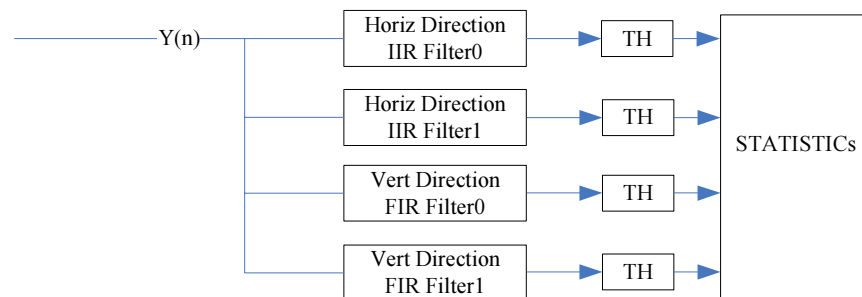 Y(n)
Horiz Direction
IIR Filter0
TH
Horiz Direction
IIR Filter1
TH
Vert Direction
FIR Filter0
TH
Vert Direction
FIR Filter1
TH
STATISTICs